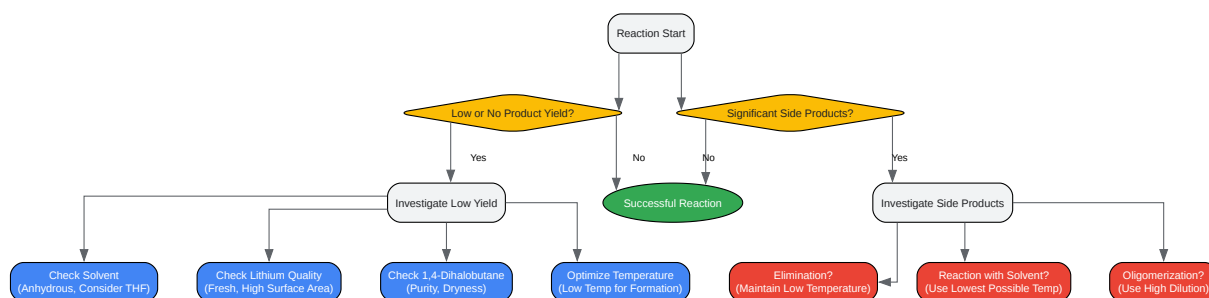 Reaction Start
Low or No Product Yield?
Significant Side Products?
Yes
No
No
Yes
Investigate Low Yield
Successful Reaction
Investigate Side Products
Check Solvent
(Anhydrous, Consider THF)
Check Lithium Quality
(Fresh, High Surface Area)
Check 1,4-Dihalobutane
(Purity, Dryness)
Optimize Temperature
(Low Temp for Formation)
Elimination?
(Maintain Low Temperature)
Reaction with Solvent?
(Use Lowest Possible Temp)
Oligomerization?
(Use High Dilution)